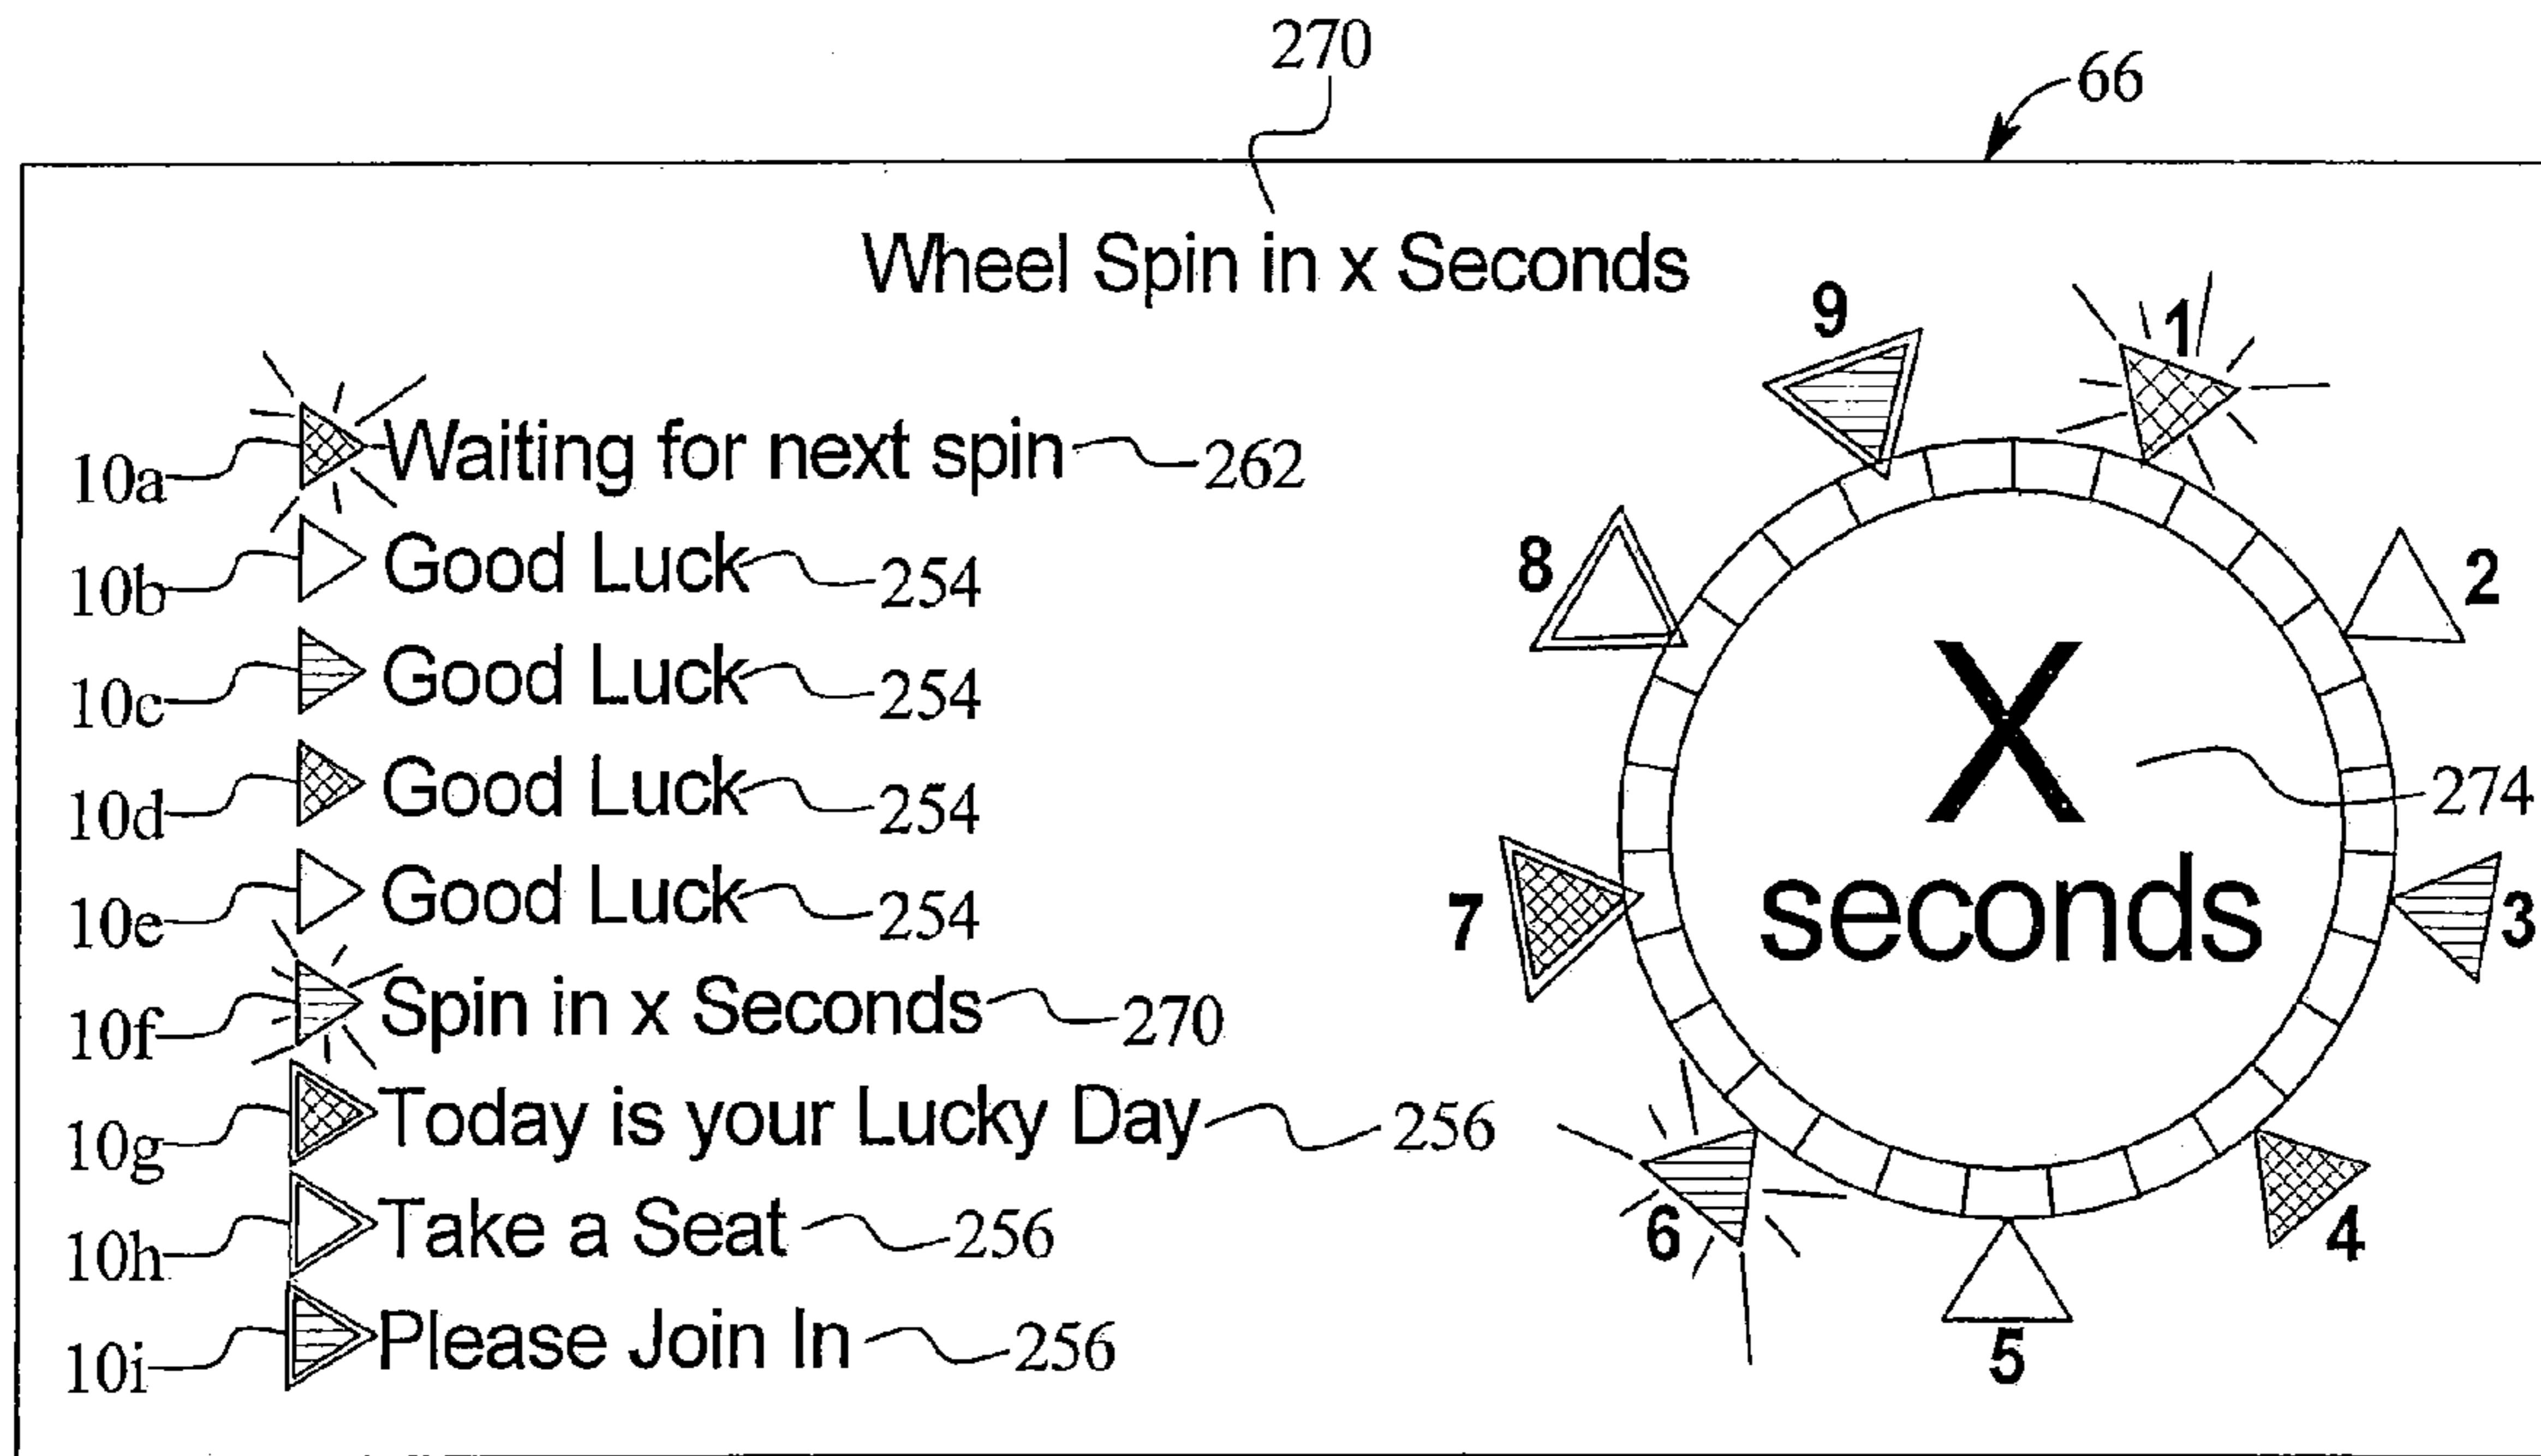 270
66
Wheel Spin in x Seconds
10a Waiting for next spin 262
10b Good Luck 254
10c Good Luck 254
10d Good Luck 254
10e Good Luck 254
10f Spin in x Seconds 270
10g Today is your Lucky Day 256
10h Take a Seat 256
10i Please Join In 256
9 1
8 2
X
274
seconds
7 3
6 4
5